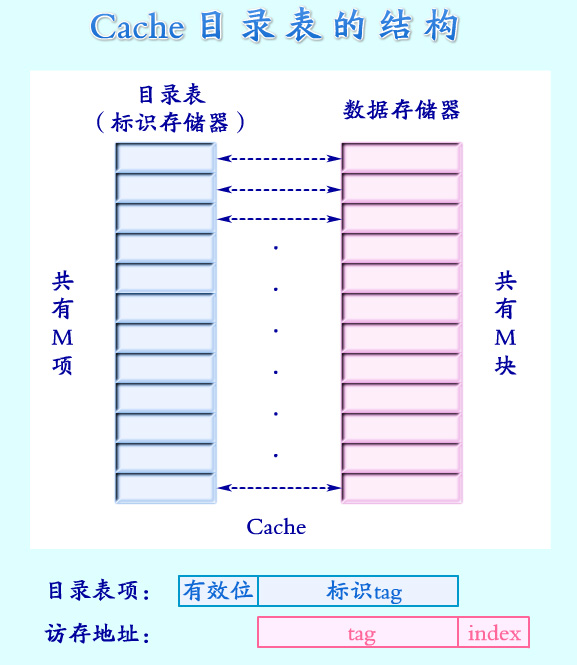 Cache 目录表的结构
目录表
（标识存储器）
数据存储器
共有M项
共有M块
Cache
目录表项： 有效位 标识tag
访存地址： tag index